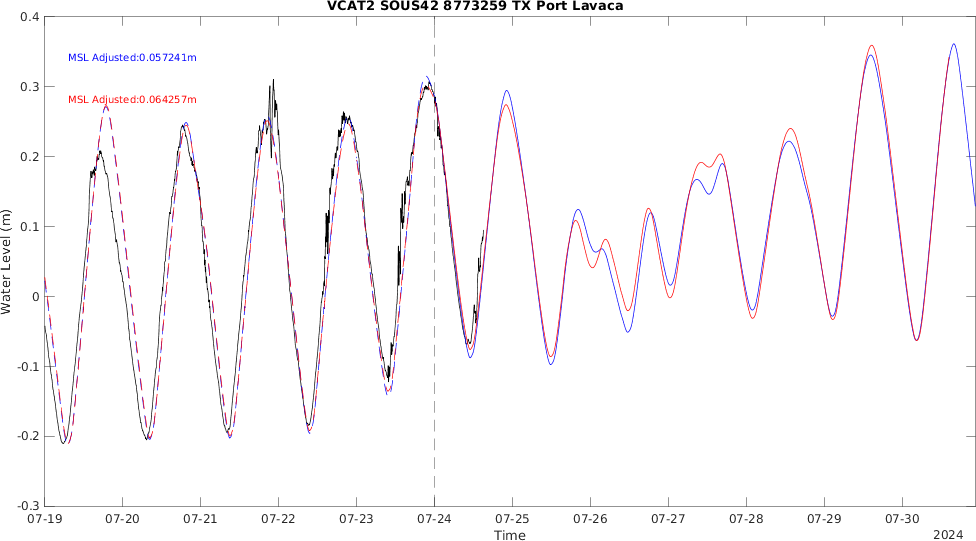 VCAT2 SOUS42 8773259 TX Port Lavaca
0.4
MSL Adjusted:0.057241m
0.3
MSL Adjusted:0.064257m
0.2
0.1
0
-0.1
-0.2
-0.3
Water Level (m)
07-19 07-20 07-21 07-22 07-23 07-24 07-25 07-26 07-27 07-28 07-29 07-30
Time
2024